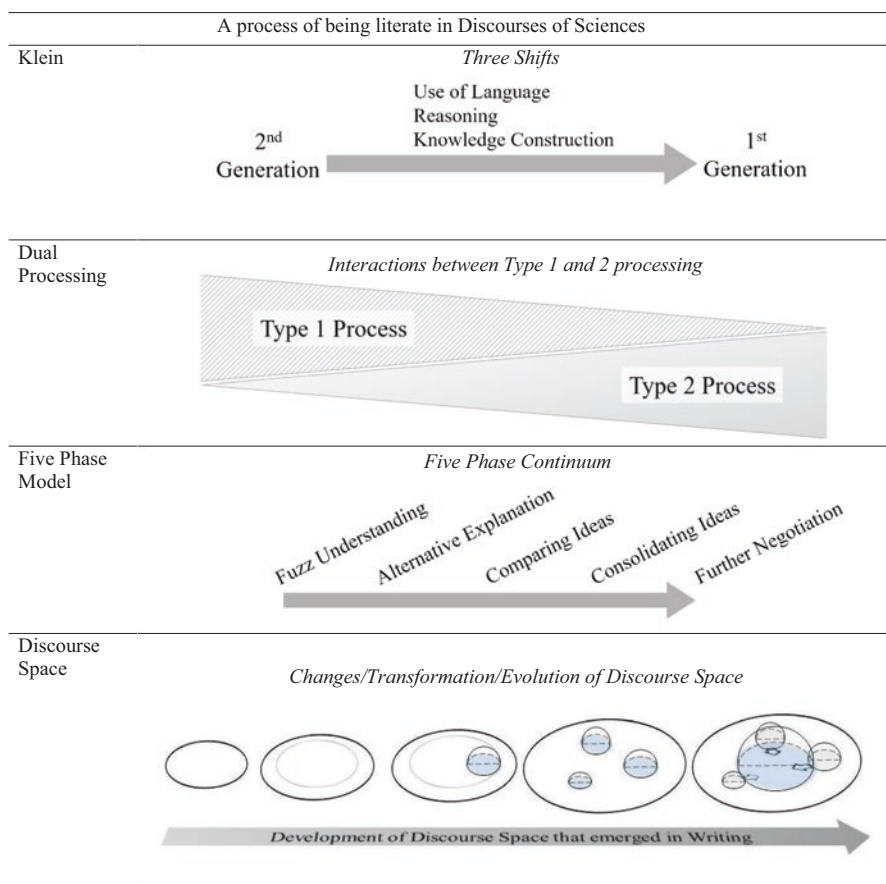 A process of being literate in Discourses of Sciences
Klein
Three Shifts
Use of Language
Reasoning
Knowledge Construction
2nd
Generation
1st
Generation
Dual
Processing
Interactions between Type 1 and 2 processing
Type 1 Process
Type 2 Process
Five Phase
Model
Five Phase Continuum
Fuzz Understanding
Alternative Explanation
Comparing Ideas
Consolidating Ideas
Further Negotiation
Discourse
Space
Changes/Transformation/Evolution of Discourse Space
Development of Discourse Space that emerged in Writing